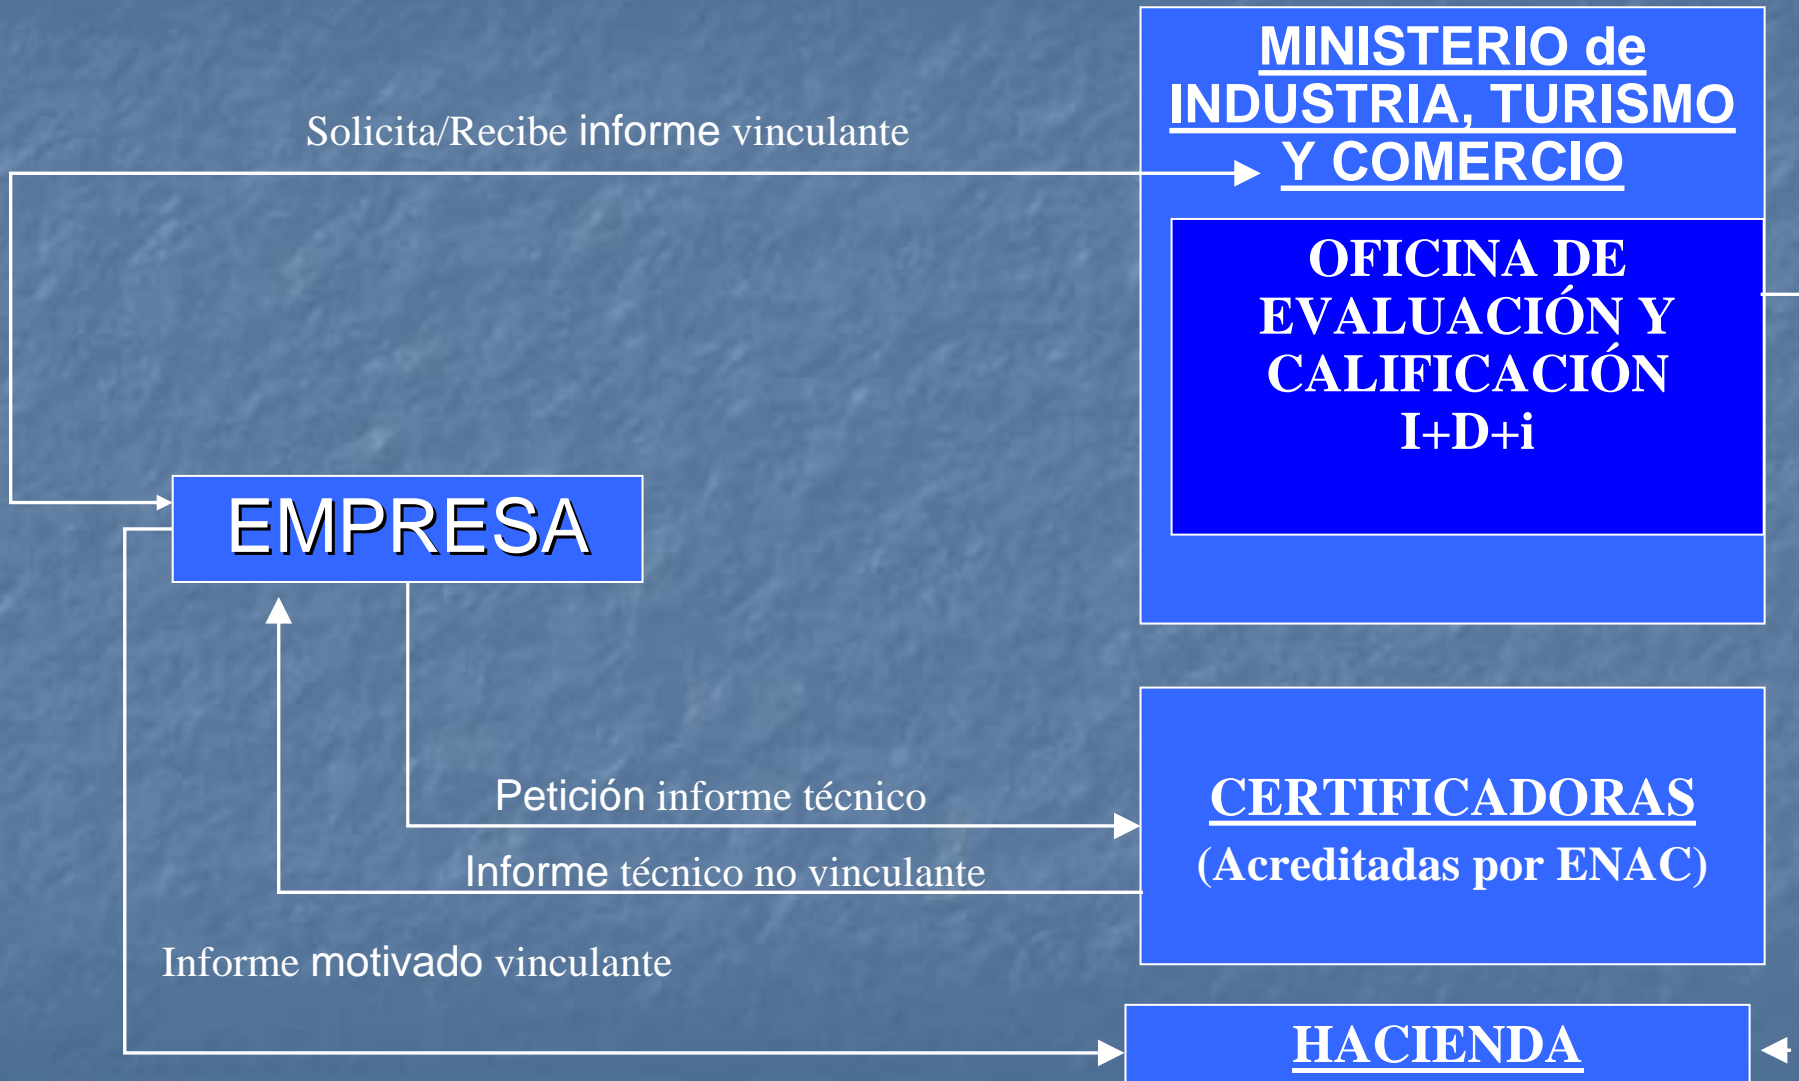 MINISTERIO de
INDUSTRIA, TURISMO
Y COMERCIO
Solicita/Recibe informe vinculante
OFICINA DE
EVALUACIÓN Y
CALIFICACIÓN
I+D+i
EMPRESA
Petición informe técnico
Informe técnico no vinculante
CERTIFICADORAS
(Acreditadas por ENAC)
Informe motivado vinculante
HACIENDA